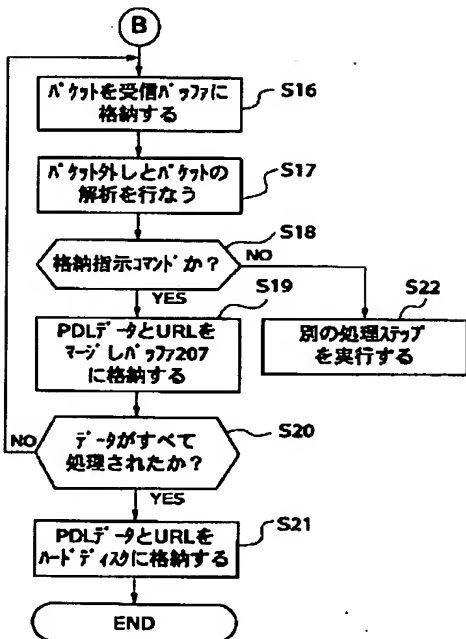 B
パケットを受信バッファに
格納する
S16
パケット外しとパケットの
解析を行なう
S17
格納指示コマンドか？
S18
NO
YES
S19
S22
PDLデータとURLを
マージしバッファ207
に格納する
別の処理ステップ
を実行する
NO
データがすべて
処理されたか？
S20
YES
PDLデータとURLを
ハードディスクに格納する
S21
END